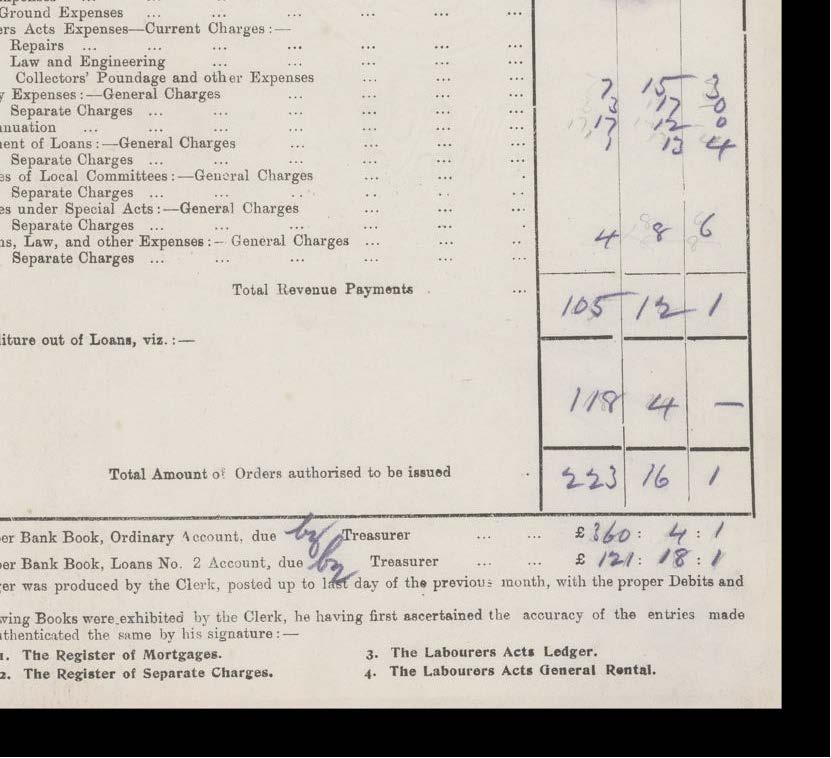 Ground Expenses ... ... ... ... ... ...
ers Acts Expenses—Current Charges:—
Repairs ... ... ... ... ... ... ...
Law and Engineering ... ... ... ... ...
Collectors' Poundage and other Expenses ... ... ... 7 15 3
y Expenses:—General Charges ... ... ... ... 17 0
Separate Charges ... ... ... ... ... ... 17 12 0
nuation ... ... ... ... ... ... ...
ent of Loans:—General Charges ... ... ... ... 1 13 4
Separate Charges ... ... ... ... ... ...
es of Local Committees:—General Charges ... ...
Separate Charges ... ... ... ... ... ...
es under Special Acts:—General Charges ... ... ...
Separate Charges ... ... ... ... ...
ns, Law, and other Expenses:—General Charges ... ... ... 4 8 6
Separate Charges ... ... ... ... ... ...
Total Revenue Payments ... 105 12 1
iture out of Loans, viz.:—
118 4 —
Total Amount of Orders authorised to be issued 223 16 1
er Bank Book, Ordinary Account, due by Treasurer ... ... £ 360 : 4 : 1
er Bank Book, Loans No. 2 Account, due by Treasurer ... ... £ 121 : 18 : 1
ger was produced by the Clerk, posted up to last day of the previous month, with the proper Debits and
wing Books were exhibited by the Clerk, he having first ascertained the accuracy of the entries made
uthenticated the same by his signature:—
1. The Register of Mortgages. 3. The Labourers Acts Ledger.
2. The Register of Separate Charges. 4. The Labourers Acts General Rental.